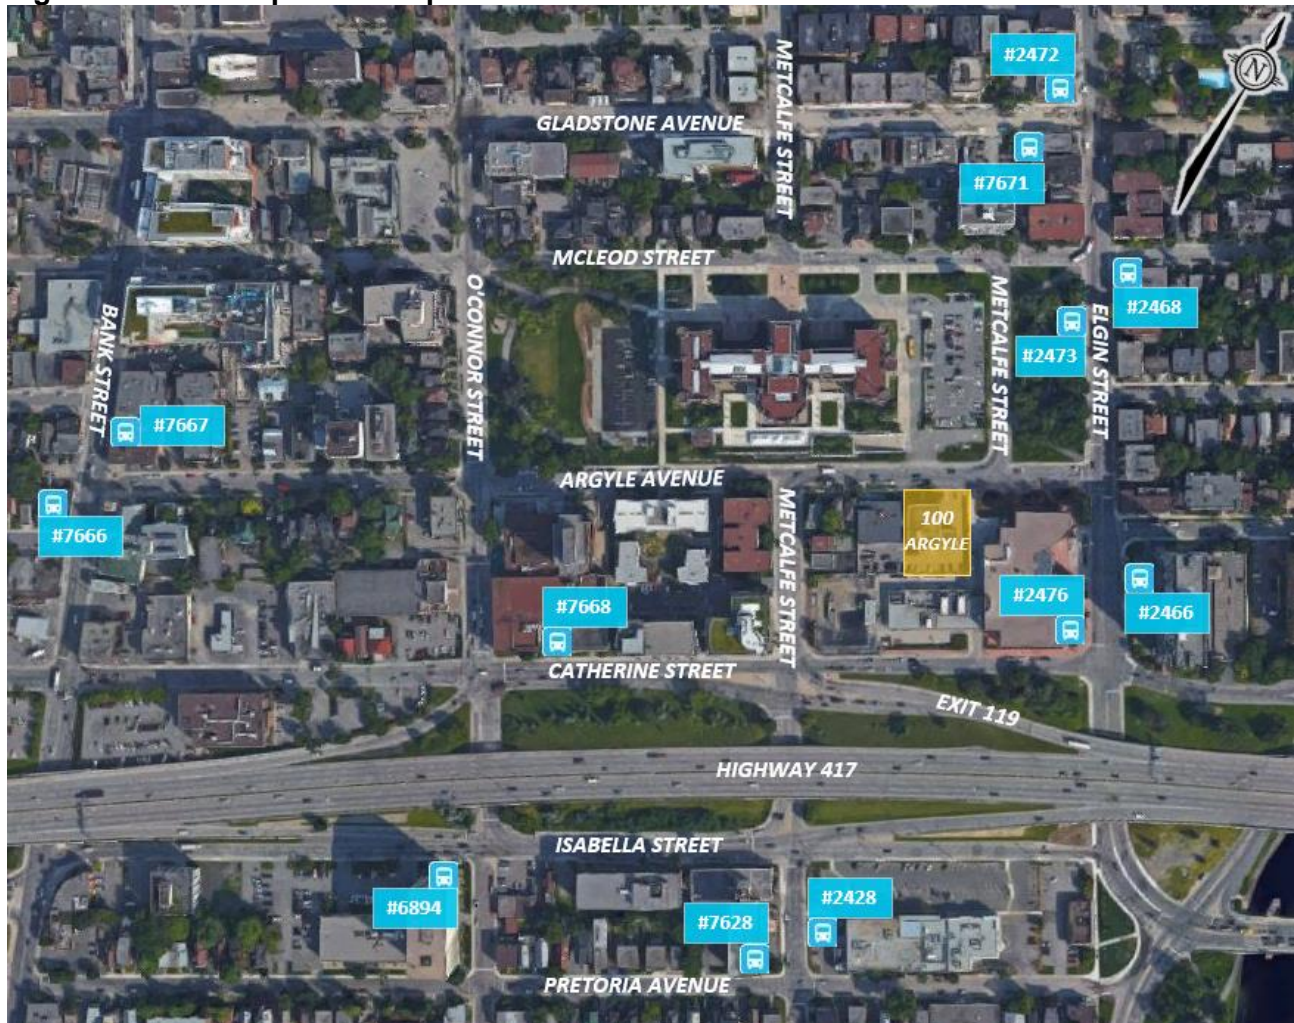 #2472
METCALFE STREET
GLADSTONE AVENUE
#7671
MCLEOD STREET
#2468
#2473
O'CONNOR STREET
METCALFE STREET
ELGIN STREET
BANK STREET
#7667
ARGYLE AVENUE
#7666
METCALFE STREET
100
ARGYLE
#7668
#2476
#2466
CATHERINE STREET
EXIT 119
HIGHWAY 417
ISABELLA STREET
#6894
#7628
#2428
PRETORIA AVENUE
N